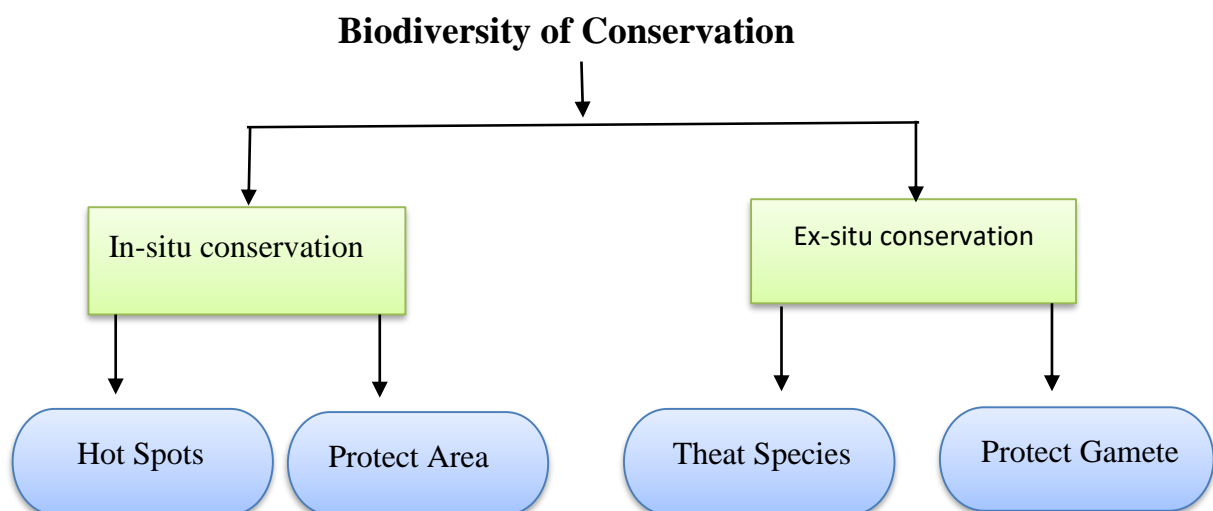 Biodiversity of Conservation
In-situ conservation
Ex-situ conservation
Hot Spots
Protect Area
Theat Species
Protect Gamete